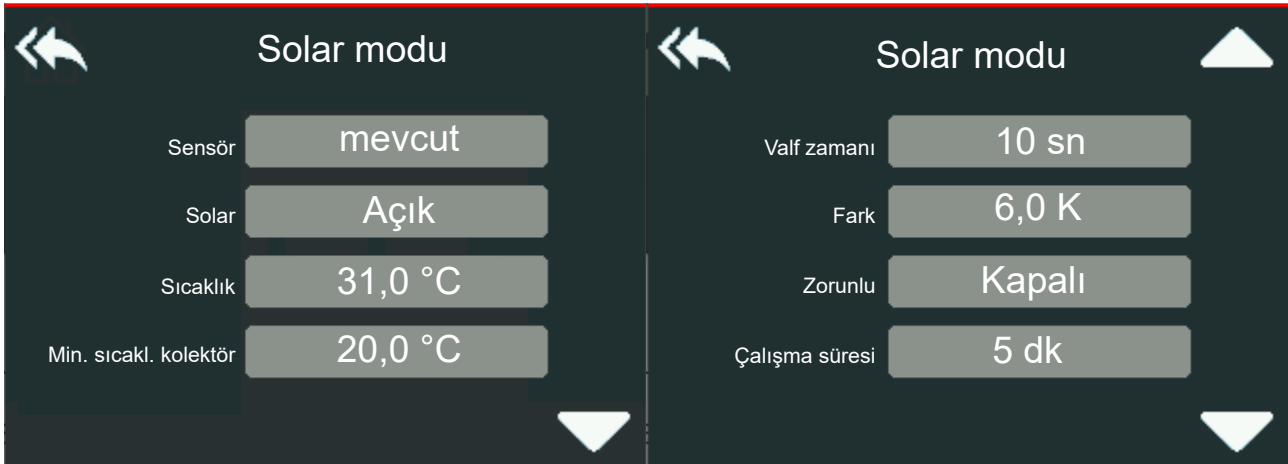 Solar modu
Sensör mevcut
Solar Açık
Sıcaklık 31,0 °C
Min. sıcakl. kolektör 20,0 °C
Solar modu
Valf zamanı 10 sn
Fark 6,0 K
Zorunlu Kapalı
Çalışma süresi 5 dk